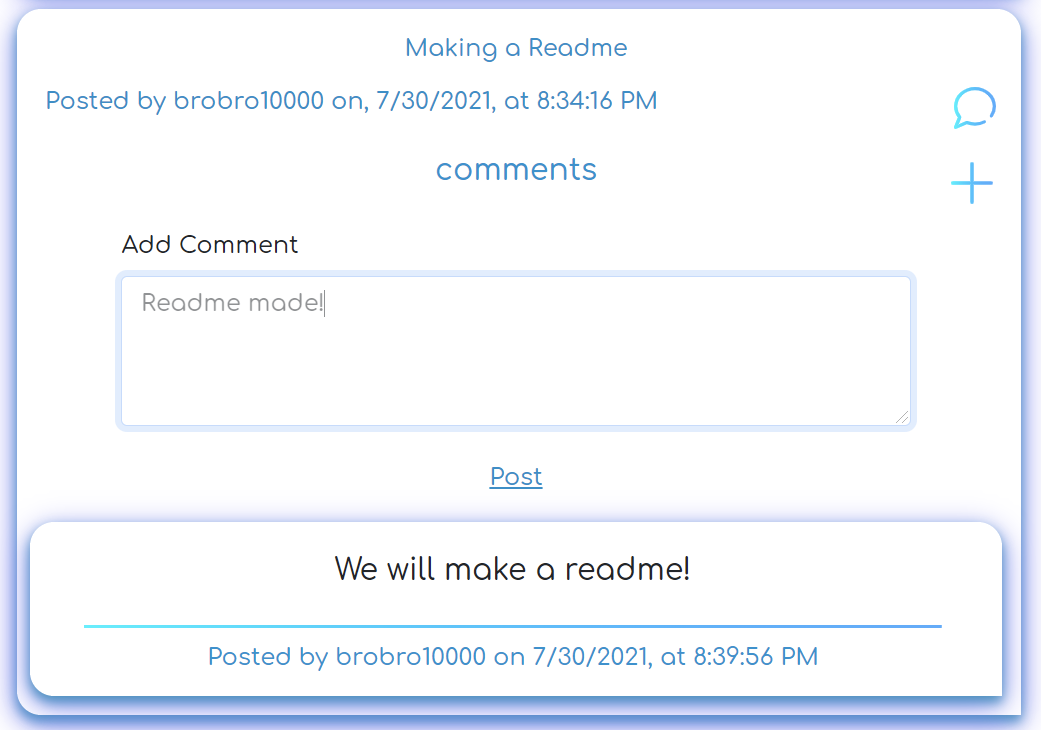 Making a Readme
Posted by brobro10000 on, 7/30/2021, at 8:34:16 PM
comments
Add Comment
Readme made!
Post
We will make a readme!
Posted by brobro10000 on 7/30/2021, at 8:39:56 PM